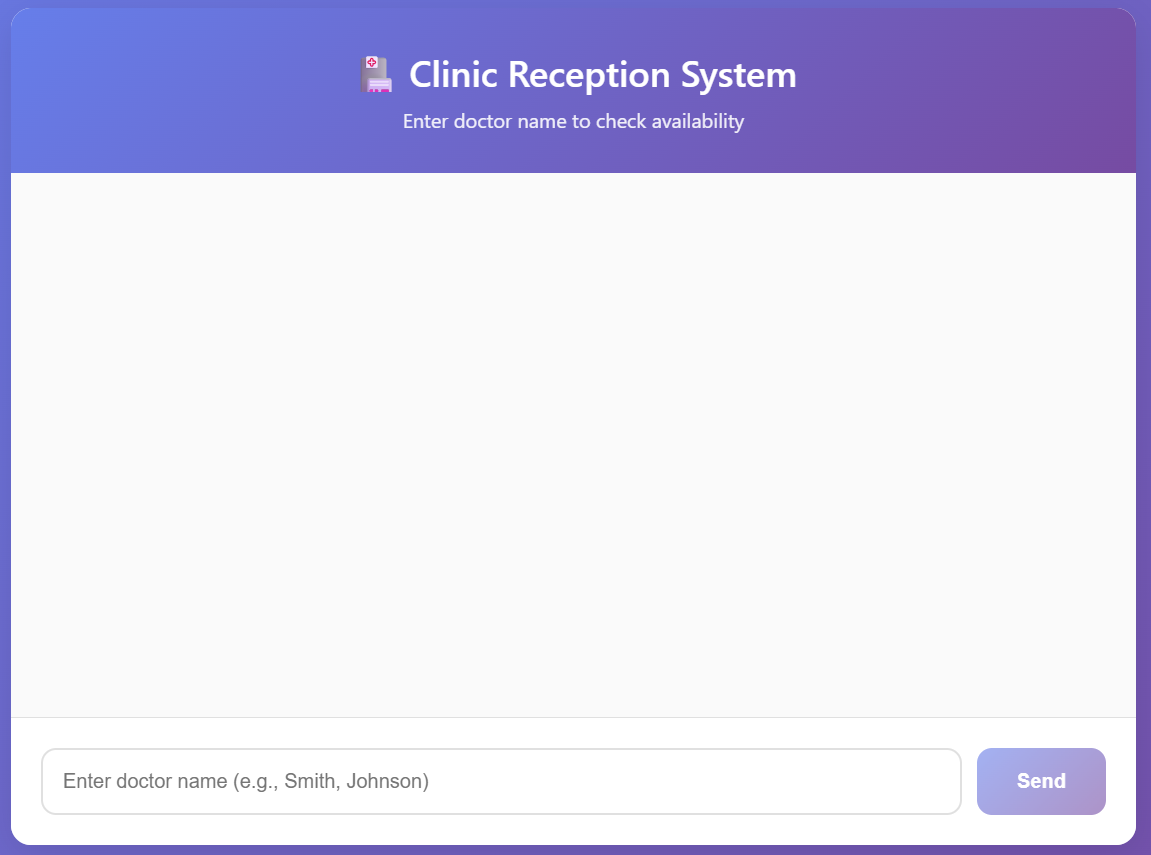 Clinic Reception System
Enter doctor name to check availability
Enter doctor name (e.g., Smith, Johnson)
Send